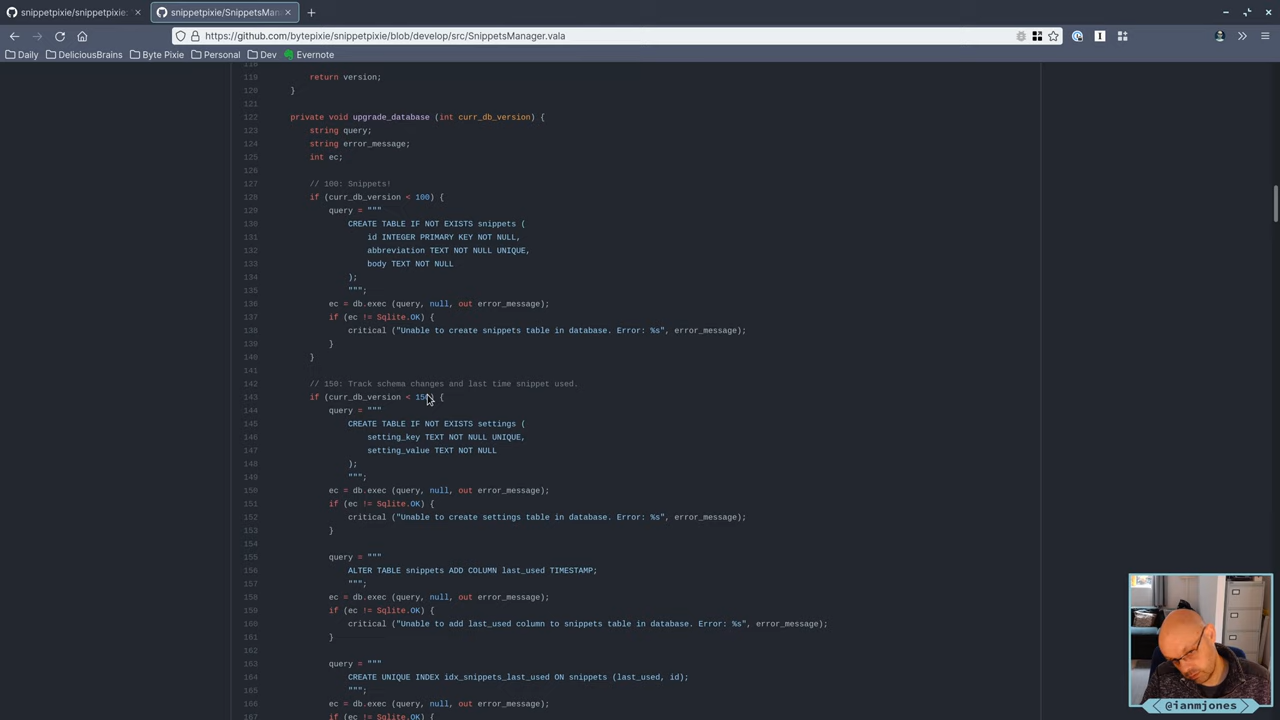 snippetpixie/snippetpixie:
snippetpixie/SnippetsMan
https://github.com/bytepixie/snippetpixie/blob/develop/src/SnippetsManager.vala
Daily
DeliciousBrains
Byte Pixie
Personal
Dev
Evernote
118
119 return version;
120 }
121
122 private void upgrade_database (int curr_db_version) {
123 string query;
124 string error_message;
125 int ec;
126
127 // 100: Snippets!
128 if (curr_db_version < 100) {
129 query = """
130 CREATE TABLE IF NOT EXISTS snippets (
131 id INTEGER PRIMARY KEY NOT NULL,
132 abbreviation TEXT NOT NULL UNIQUE,
133 body TEXT NOT NULL
134 );
135 """;
136 ec = db.exec (query, null, out error_message);
137 if (ec != Sqlite.OK) {
138 critical ("Unable to create snippets table in database. Error: %s", error_message);
139 }
140 }
141
142 // 150: Track schema changes and last time snippet used.
143 if (curr_db_version < 150) {
144 query = """
145 CREATE TABLE IF NOT EXISTS settings (
146 setting_key TEXT NOT NULL UNIQUE,
147 setting_value TEXT NOT NULL
148 );
149 """;
150 ec = db.exec (query, null, out error_message);
151 if (ec != Sqlite.OK) {
152 critical ("Unable to create settings table in database. Error: %s", error_message);
153 }
154
155 query = """
156 ALTER TABLE snippets ADD COLUMN last_used TIMESTAMP;
157 """;
158 ec = db.exec (query, null, out error_message);
159 if (ec != Sqlite.OK) {
160 critical ("Unable to add last_used column to snippets table in database. Error: %s", error_message);
161 }
162
163 query = """
164 CREATE UNIQUE INDEX idx_snippets_last_used ON snippets (last_used, id);
165 """;
166 ec = db.exec (query, null, out error_message);
167 if (ec != Sqlite.OK) {
@ianmjones